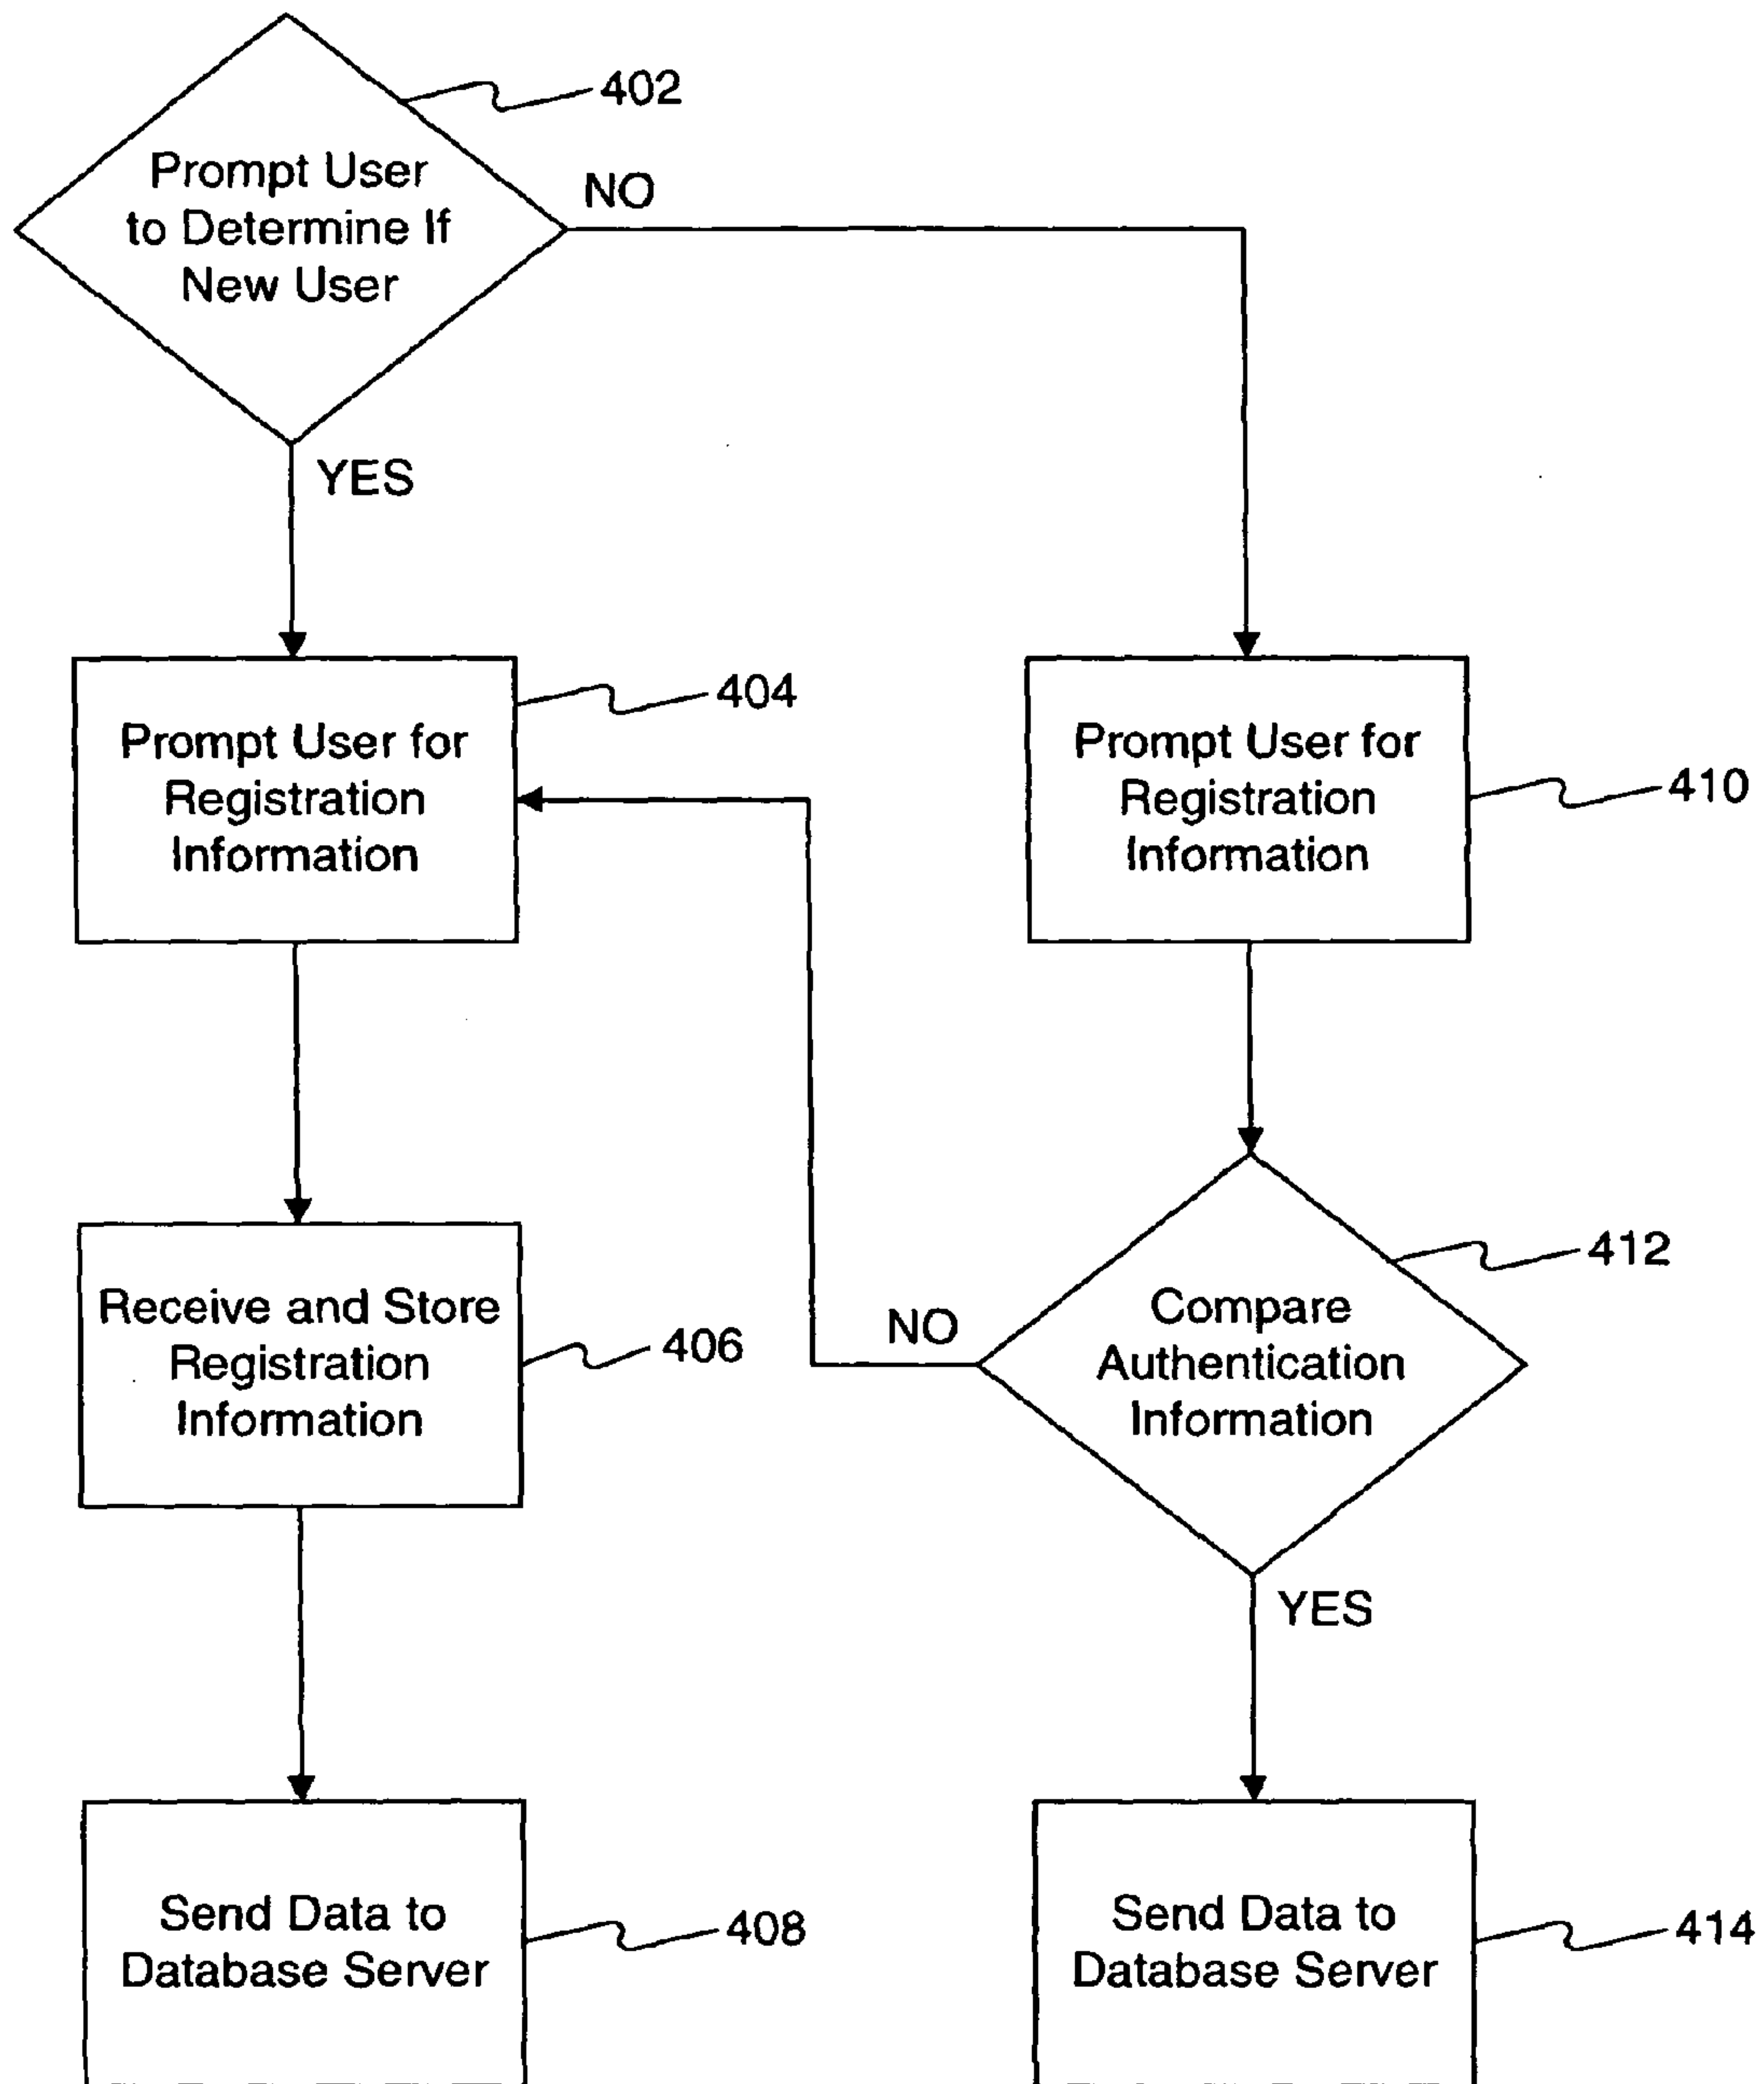 402
Prompt User
to Determine If
New User
NO
YES
404
Prompt User for
Registration
Information
Prompt User for
Registration
Information
410
Receive and Store
Registration
Information
406
NO
412
Compare
Authentication
Information
YES
Send Data to
Database Server
408
Send Data to
Database Server
414